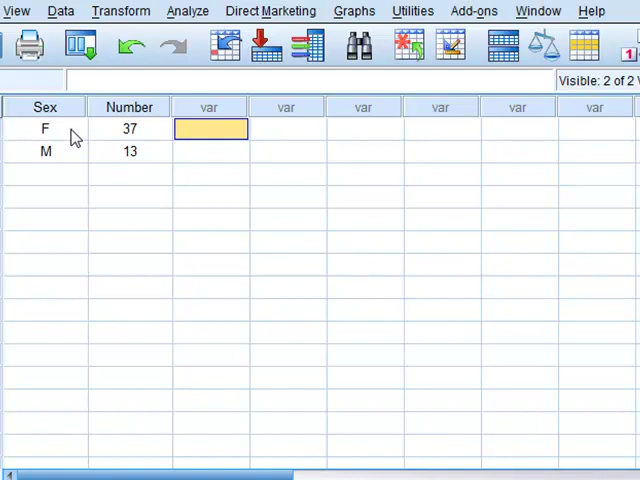 View Data Transform Analyze Direct Marketing Graphs Utilities Add-ons Window Help
1
Visible: 2 of 2
Sex Number var var var var var var
F 37
M 13